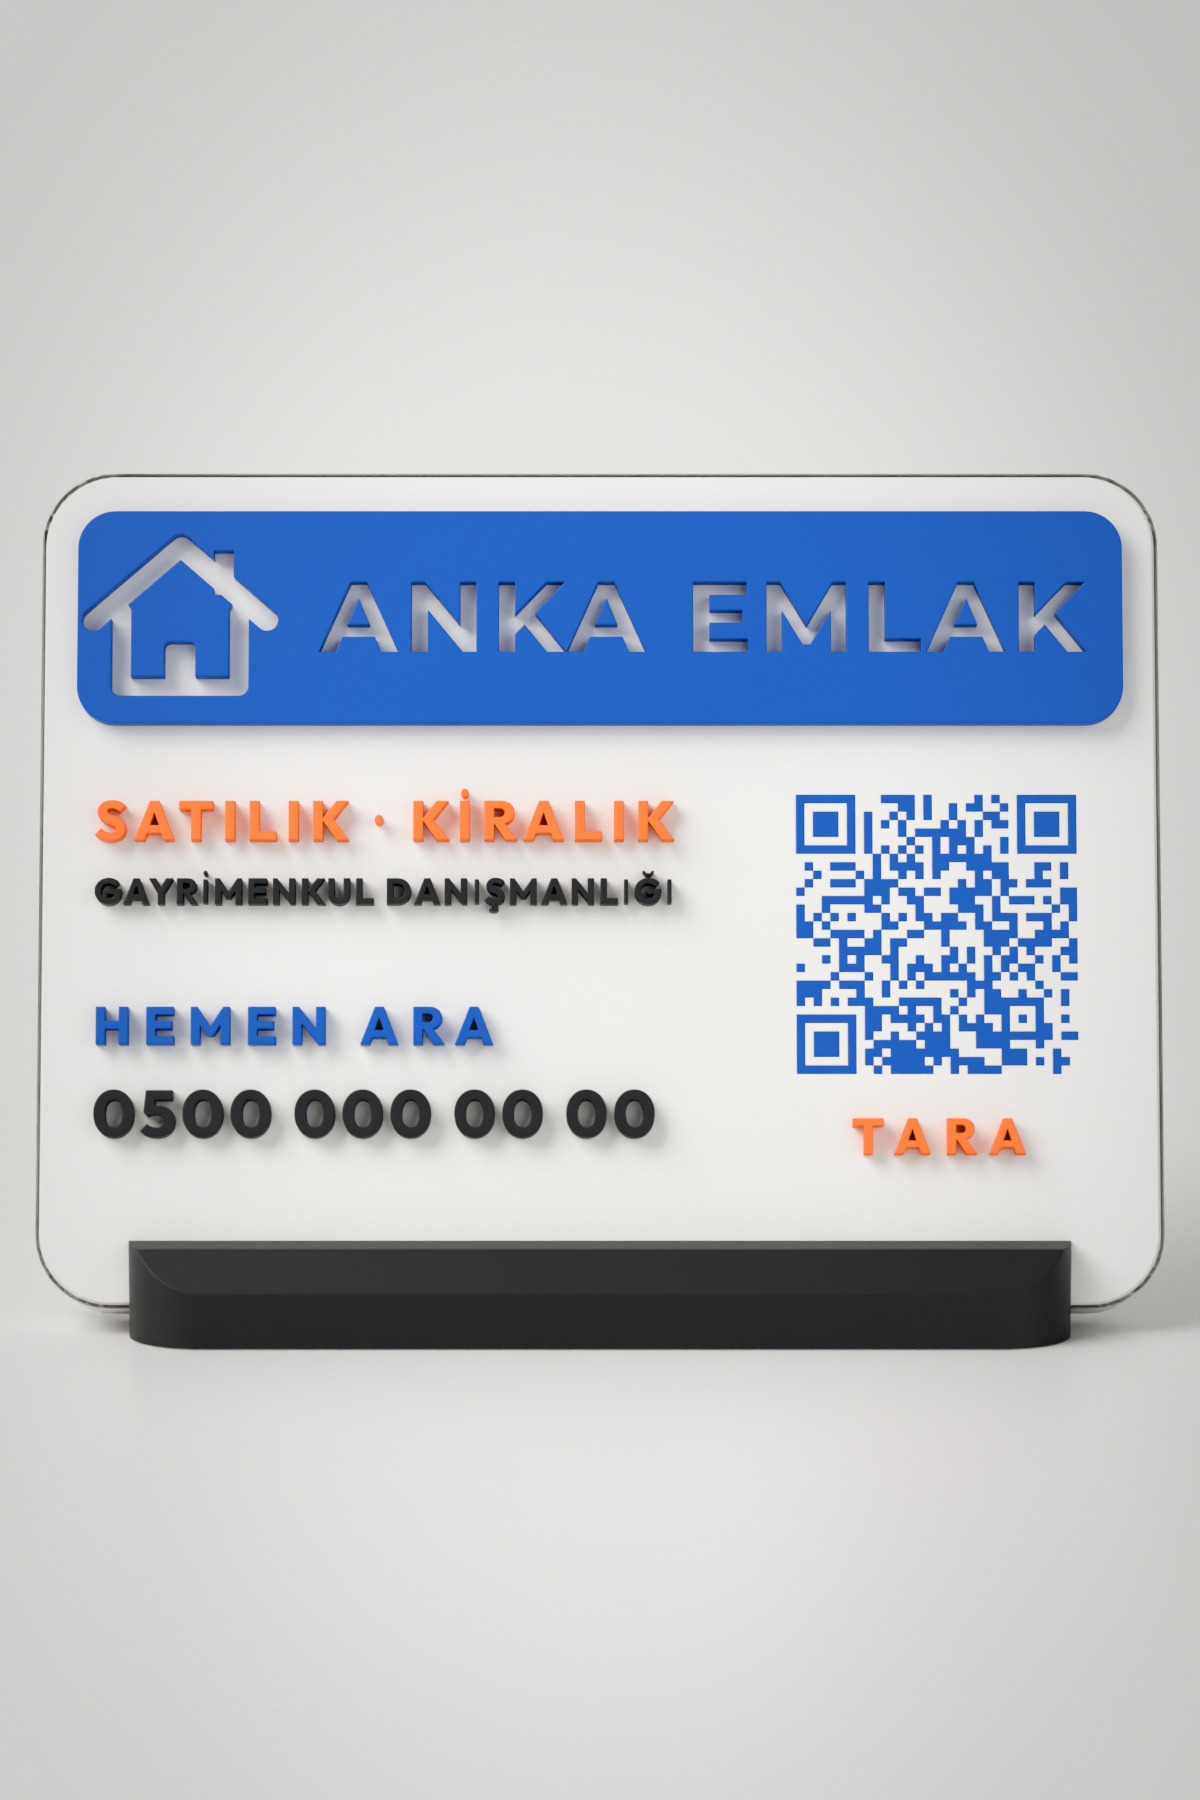 ANKA EMLAK
SATILIK · KİRALIK
GAYRİMENKUL DANIŞMANLIĞI
HEMEN ARA
0500 000 00 00
TARA